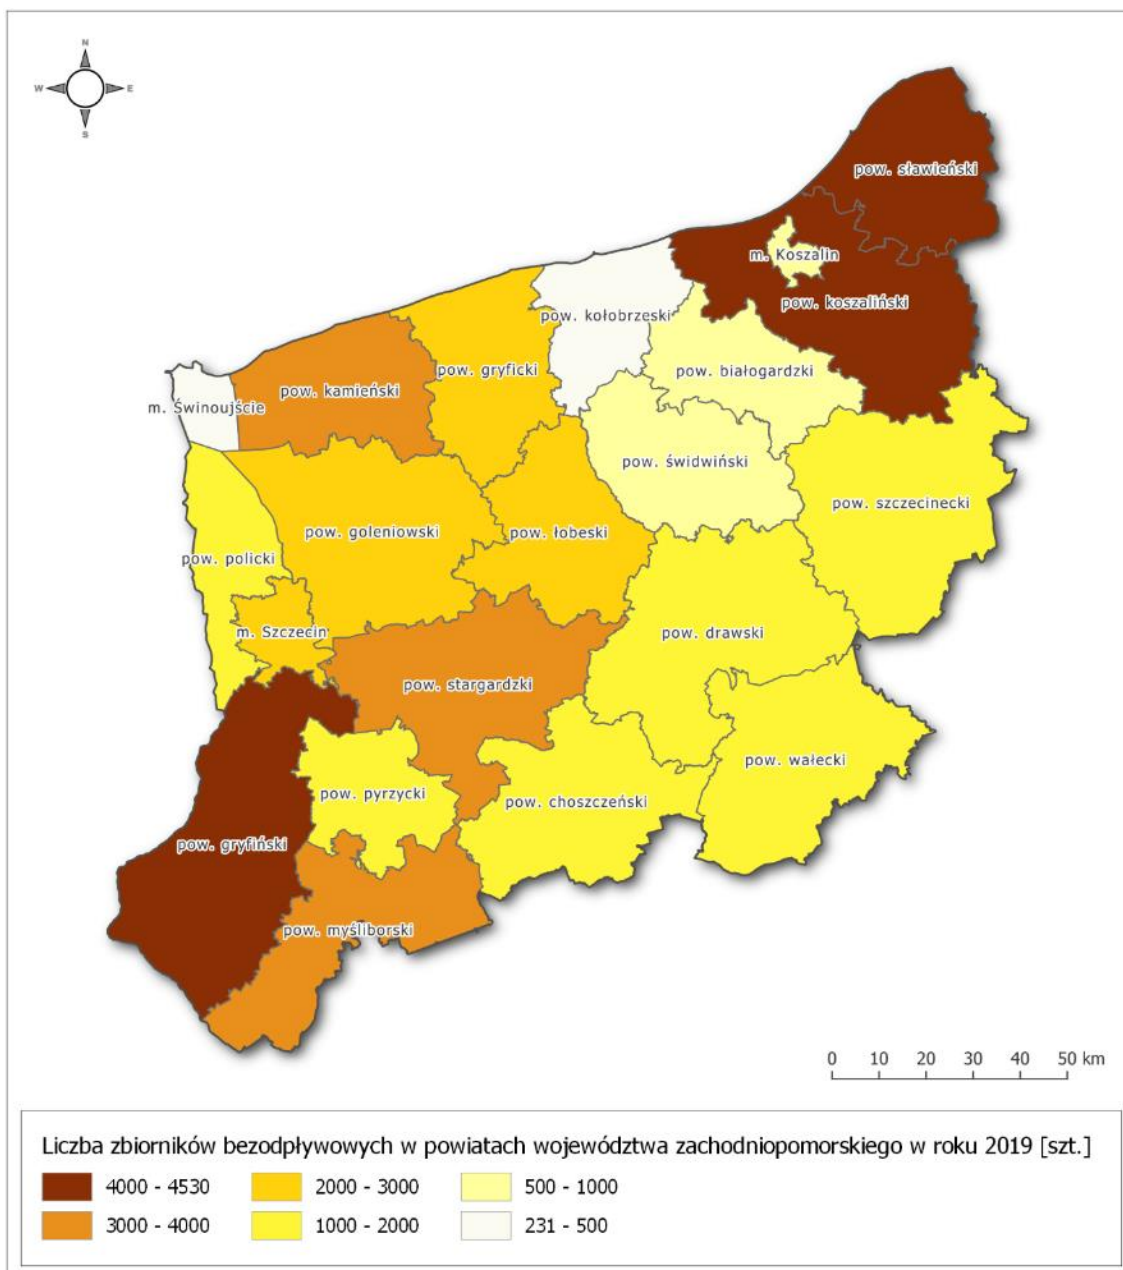 N
W E
S
pow. sławieński
m. Koszalin
pow. koszaliński
pow. kołobrzeski
pow. gryficki
pow. białogardzki
pow. kamieński
m. Świnoujście
pow. świdwiński
pow. szczecinecki
pow. goleniowski
pow. łobeski
pow. policki
m. Szczecin
pow. drawski
pow. stargardzki
pow. wałecki
pow. pyrzycki
pow. choszczeński
pow. gryfiński
pow. myśliborski
0 10 20 30 40 50 km
Liczba zbiorników bezodpływowych w powiatach województwa zachodniopomorskiego w roku 2019 [szt.]
4000 - 4530 2000 - 3000 500 - 1000
3000 - 4000 1000 - 2000 231 - 500